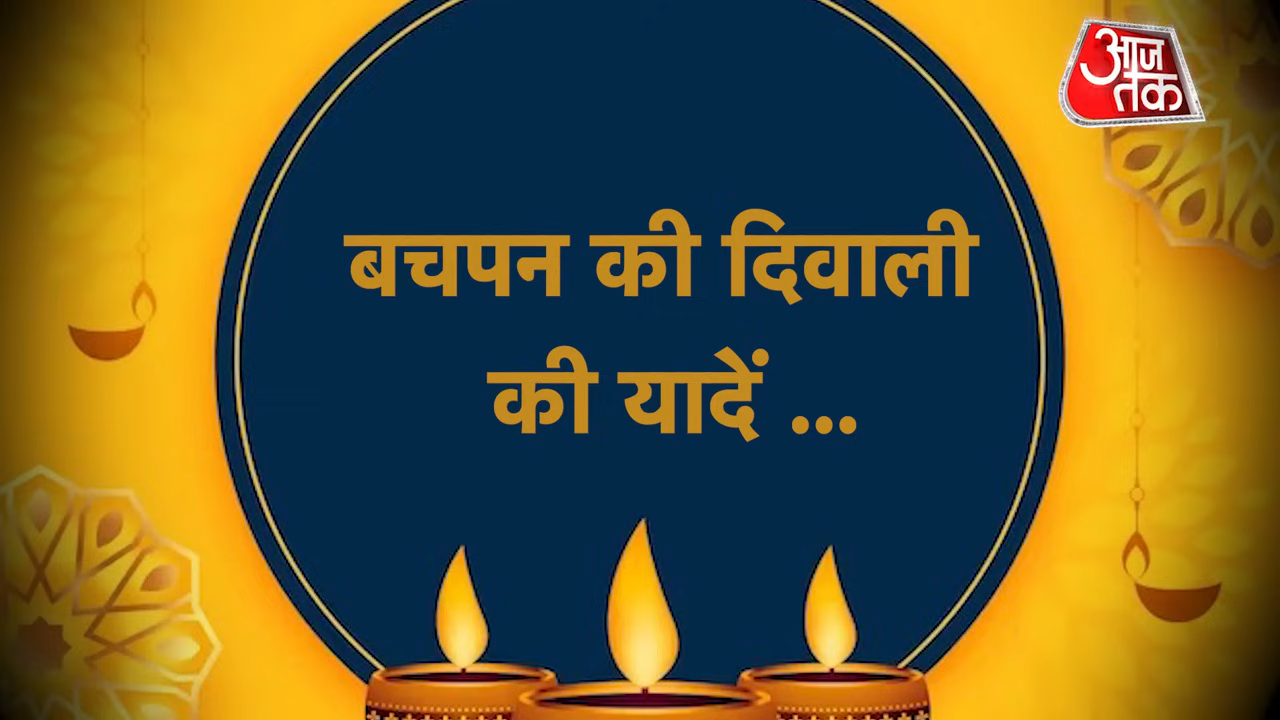 आज
तक
बचपन की दिवाली
की यादें ...